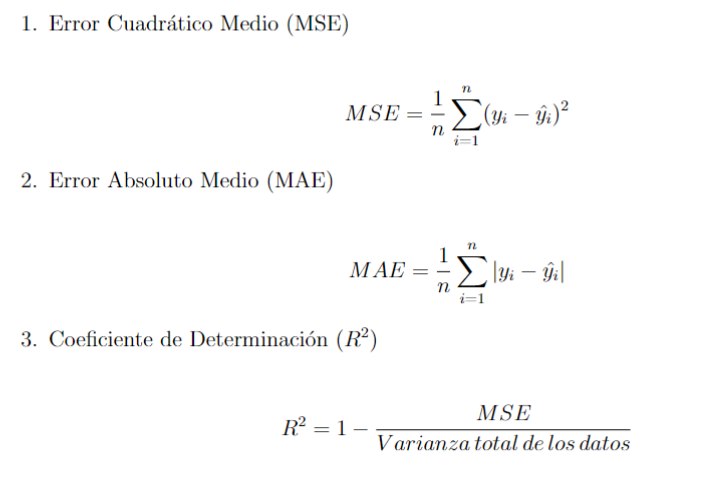 1. Error Cuadrático Medio (MSE)
MSE = \frac{1}{n} \sum_{i=1}^{n} (y_i - \hat{y}_i)^2
2. Error Absoluto Medio (MAE)
MAE = \frac{1}{n} \sum_{i=1}^{n} |y_i - \hat{y}_i|
3. Coeficiente de Determinación (R^2)
R^2 = 1 - \frac{MSE}{Varianza total de los datos}